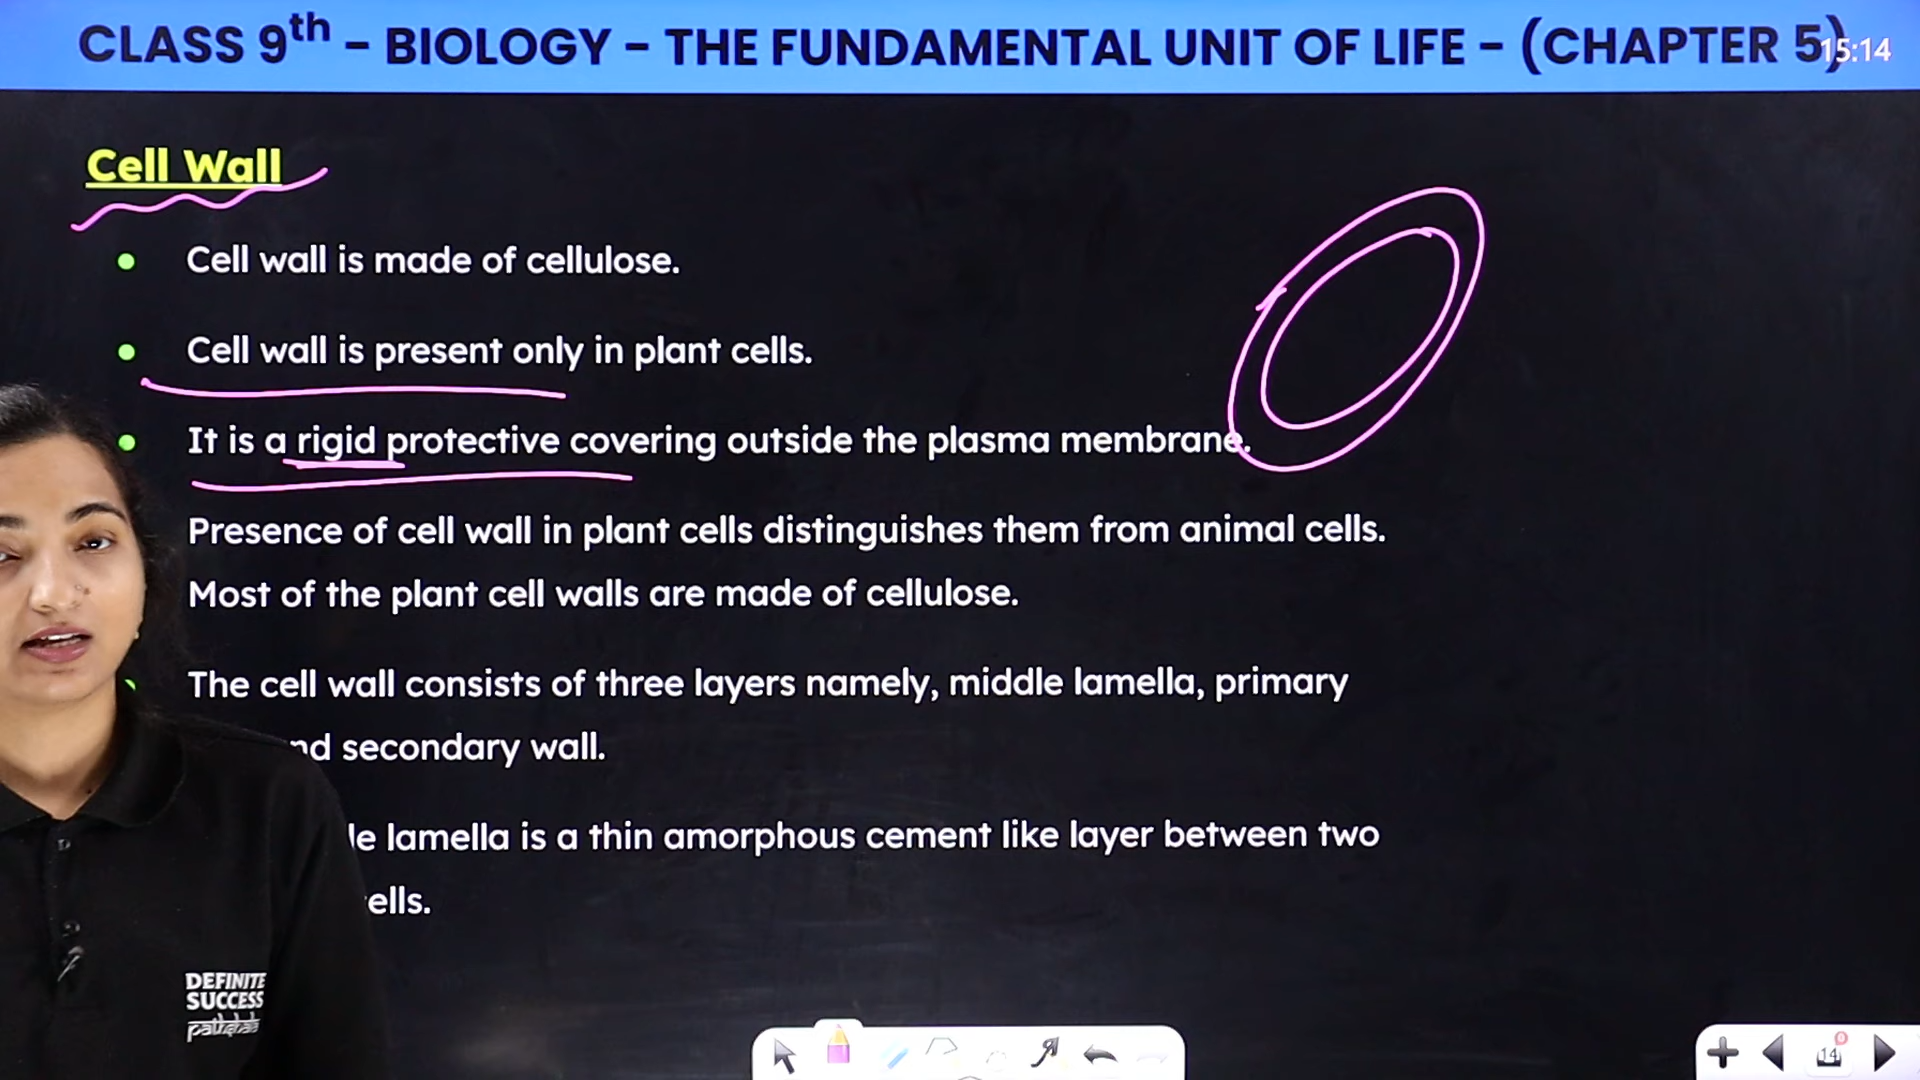 CLASS 9th - BIOLOGY - THE FUNDAMENTAL UNIT OF LIFE - (CHAPTER 5)
15:14
Cell Wall
Cell wall is made of cellulose.
Cell wall is present only in plant cells.
It is a rigid protective covering outside the plasma membrane.
Presence of cell wall in plant cells distinguishes them from animal cells.
Most of the plant cell walls are made of cellulose.
The cell wall consists of three layers namely, middle lamella, primary
nd secondary wall.
le lamella is a thin amorphous cement like layer between two
ells.
DEFINITE
SUCCESS
pathshala
14